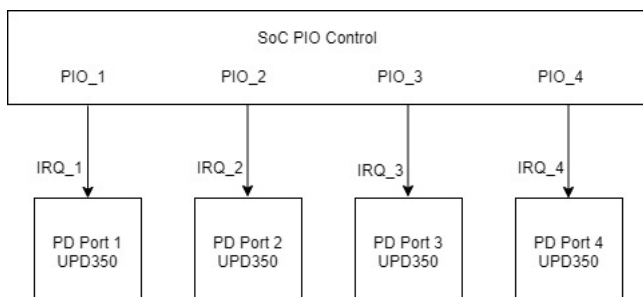 SoC PIO Control
PIO_1 PIO_2 PIO_3 PIO_4
IRQ_1 IRQ_2 IRQ_3 IRQ_4
PD Port 1 PD Port 2 PD Port 3 PD Port 4
UPD350 UPD350 UPD350 UPD350